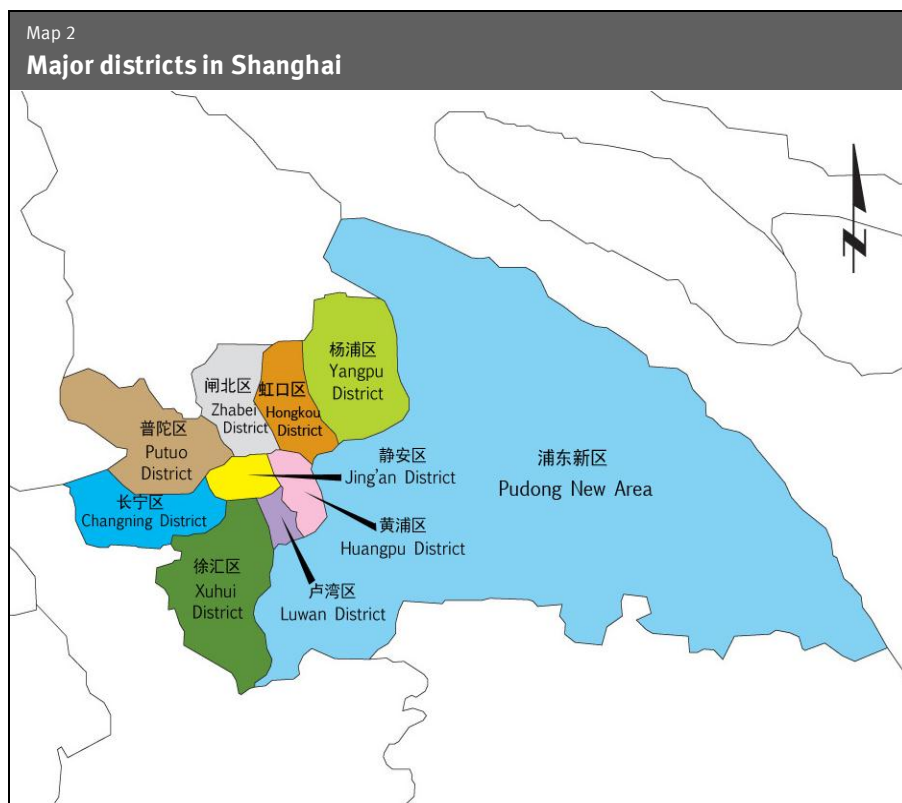 Map 2
Major districts in Shanghai
杨浦区
Yangpu
District
闸北区
Zhabei
District
虹口区
Hongkou
District
普陀区
Putuo
District
静安区
Jing'an District
浦东新区
Pudong New Area
长宁区
Changning District
黄浦区
Huangpu District
徐汇区
Xuhui
District
卢湾区
Luwan District
N